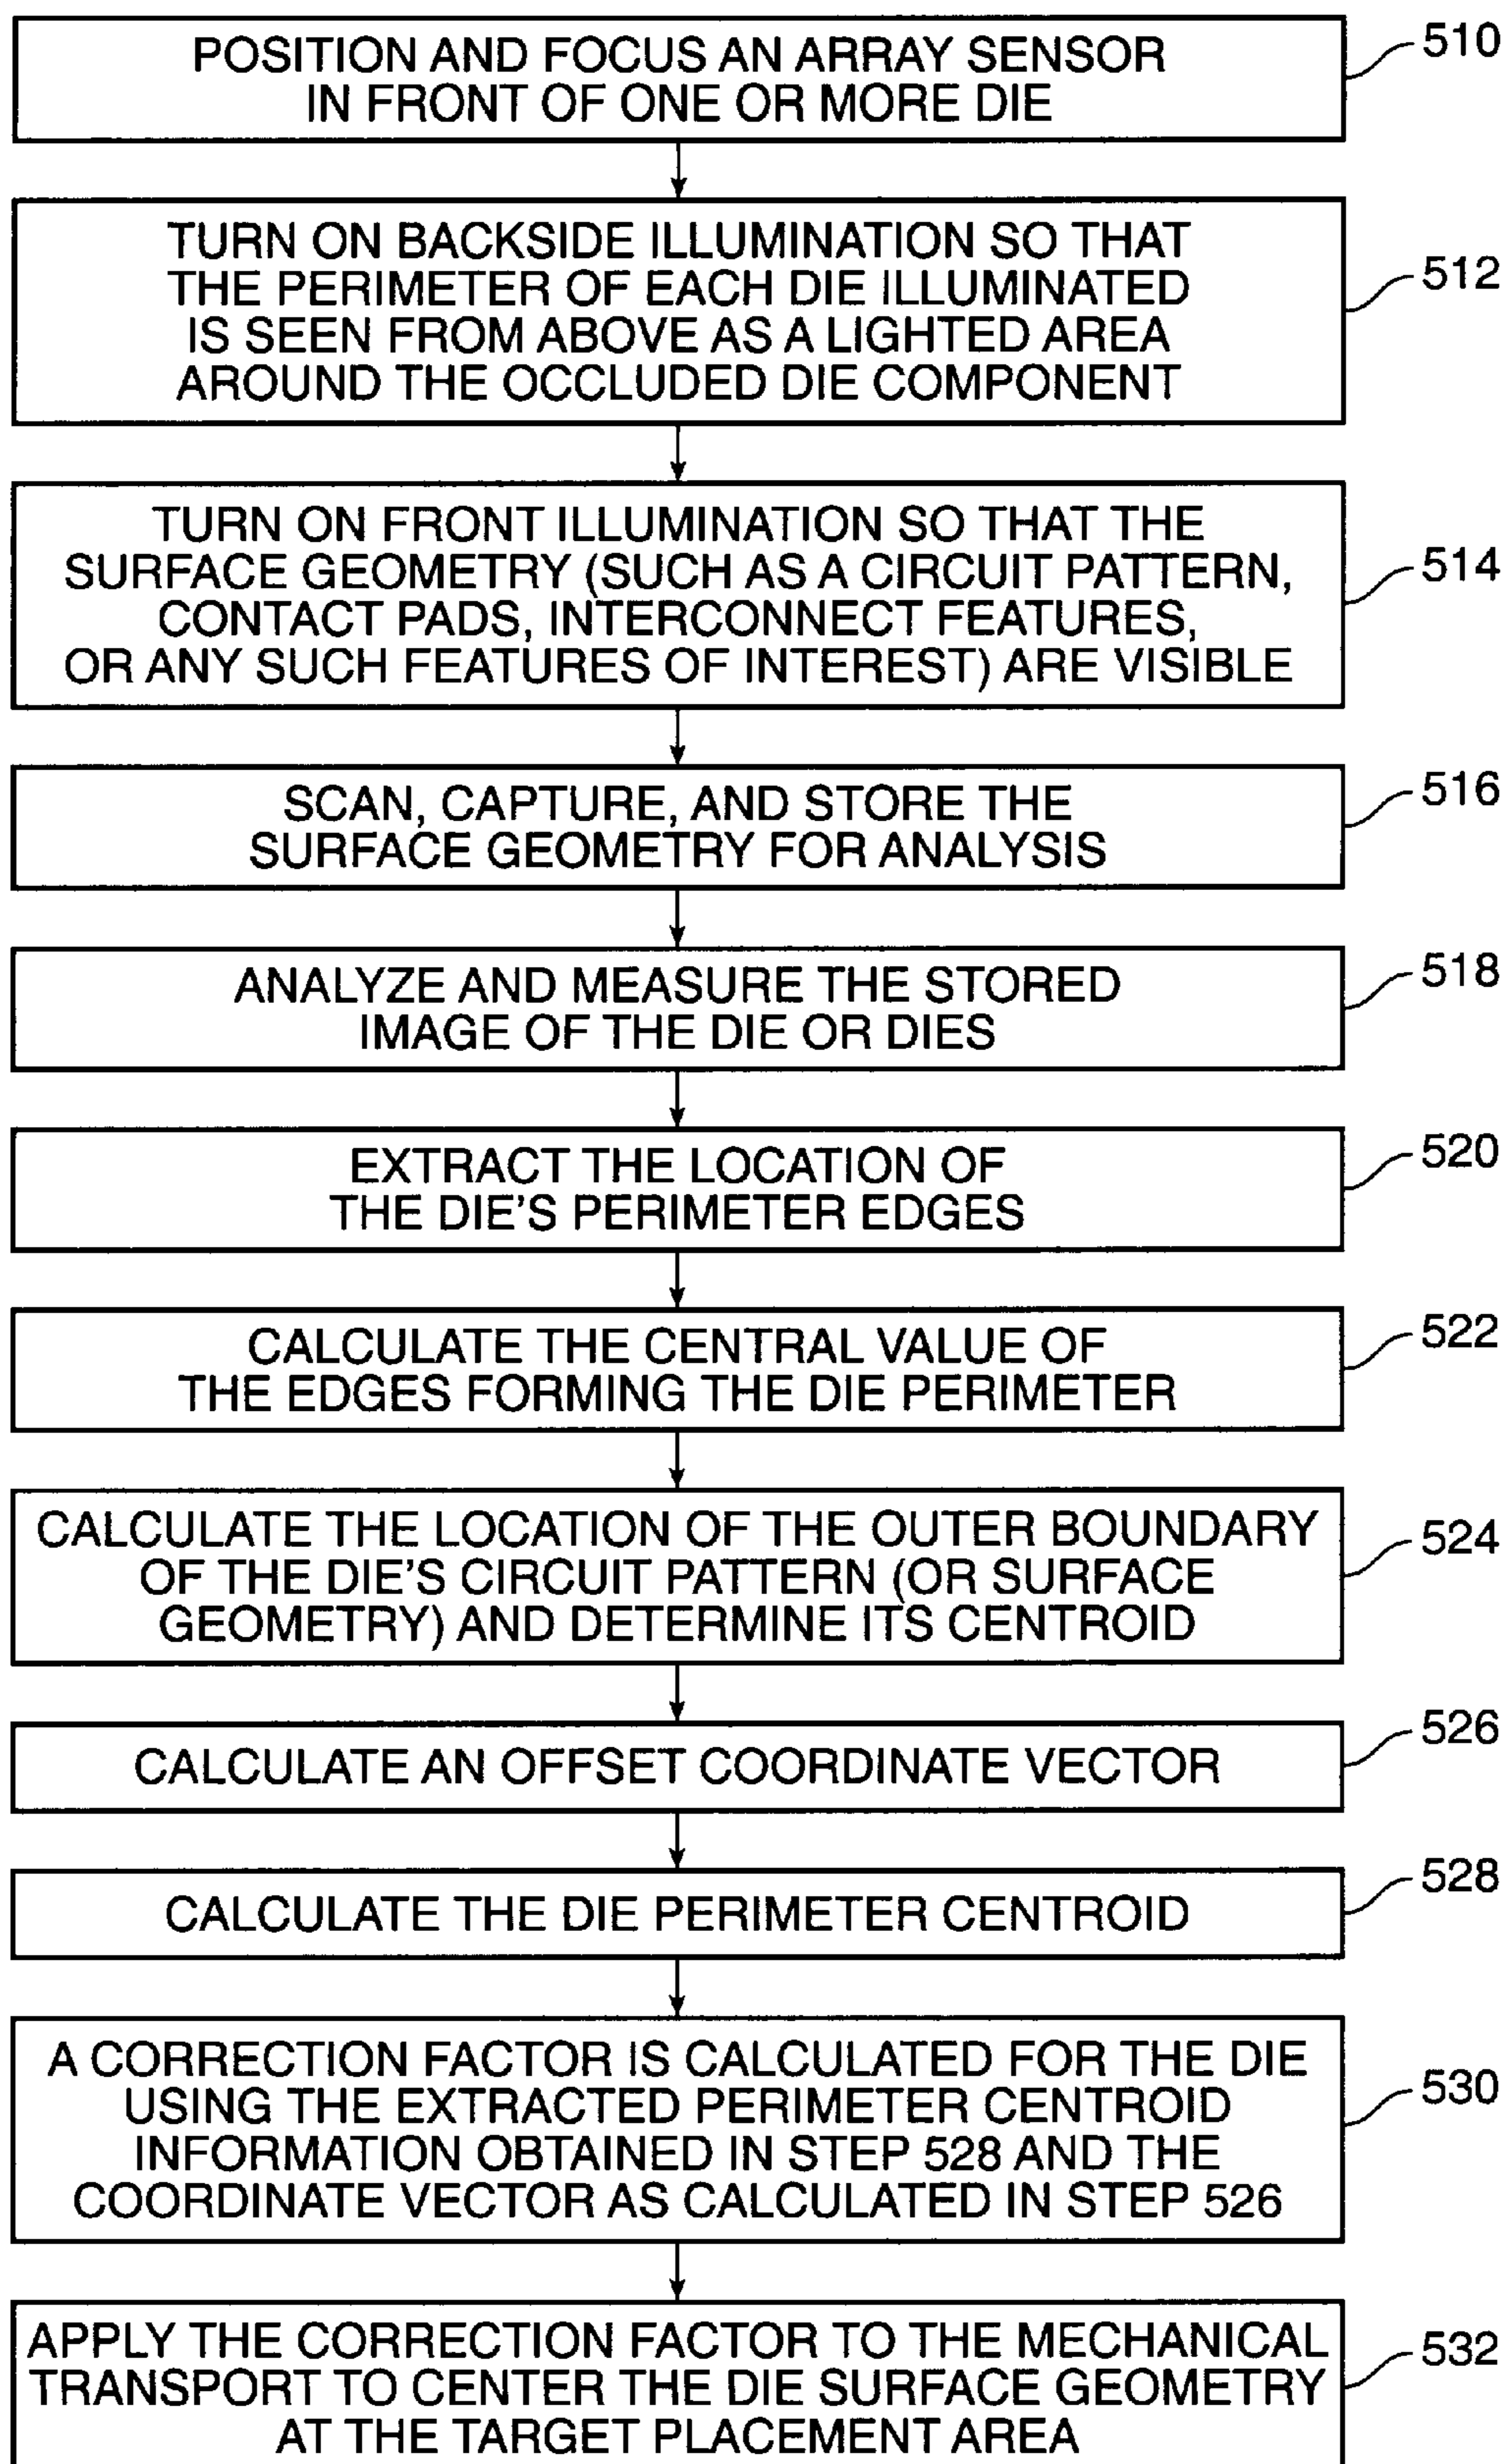 POSITION AND FOCUS AN ARRAY SENSOR
IN FRONT OF ONE OR MORE DIE
510
TURN ON BACKSIDE ILLUMINATION SO THAT
THE PERIMETER OF EACH DIE ILLUMINATED
IS SEEN FROM ABOVE AS A LIGHTED AREA
AROUND THE OCCLUDED DIE COMPONENT
512
TURN ON FRONT ILLUMINATION SO THAT THE
SURFACE GEOMETRY (SUCH AS A CIRCUIT PATTERN,
CONTACT PADS, INTERCONNECT FEATURES,
OR ANY SUCH FEATURES OF INTEREST) ARE VISIBLE
514
SCAN, CAPTURE, AND STORE THE
SURFACE GEOMETRY FOR ANALYSIS
516
ANALYZE AND MEASURE THE STORED
IMAGE OF THE DIE OR DIES
518
EXTRACT THE LOCATION OF
THE DIE'S PERIMETER EDGES
520
CALCULATE THE CENTRAL VALUE OF
THE EDGES FORMING THE DIE PERIMETER
522
CALCULATE THE LOCATION OF THE OUTER BOUNDARY
OF THE DIE'S CIRCUIT PATTERN (OR SURFACE
GEOMETRY) AND DETERMINE ITS CENTROID
524
CALCULATE AN OFFSET COORDINATE VECTOR
526
CALCULATE THE DIE PERIMETER CENTROID
528
A CORRECTION FACTOR IS CALCULATED FOR THE DIE
USING THE EXTRACTED PERIMETER CENTROID
INFORMATION OBTAINED IN STEP 528 AND THE
COORDINATE VECTOR AS CALCULATED IN STEP 526
530
APPLY THE CORRECTION FACTOR TO THE MECHANICAL
TRANSPORT TO CENTER THE DIE SURFACE GEOMETRY
AT THE TARGET PLACEMENT AREA
532